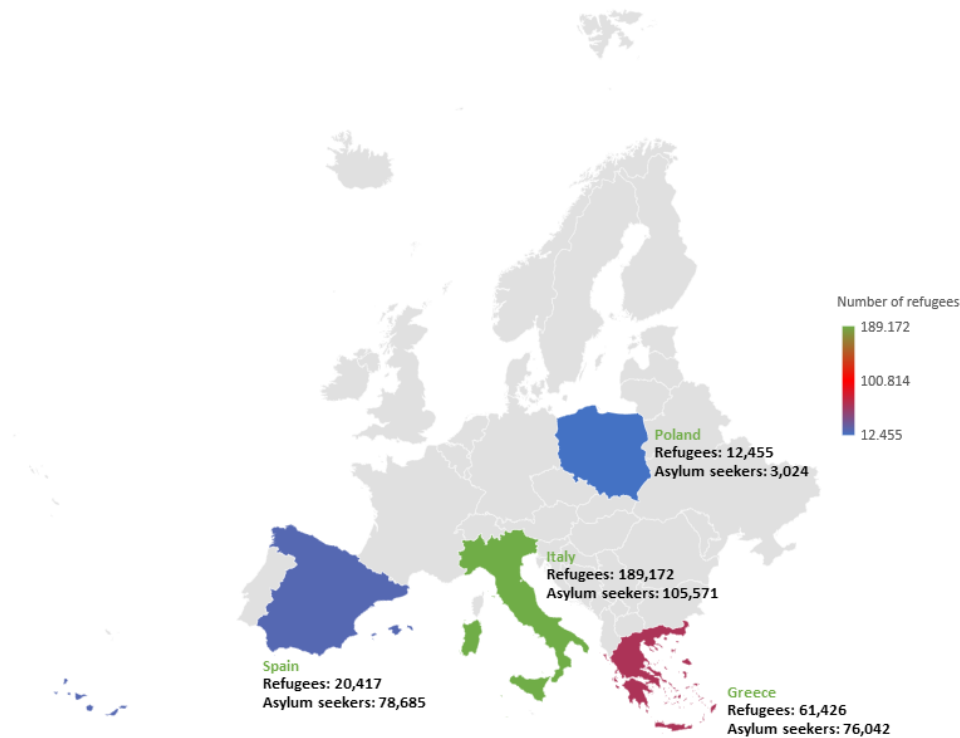 Number of refugees
189.172
100.814
12.455
Poland
Refugees: 12,455
Asylum seekers: 3,024
Italy
Refugees: 189,172
Asylum seekers: 105,571
Spain
Refugees: 20,417
Asylum seekers: 78,685
Greece
Refugees: 61,426
Asylum seekers: 76,042